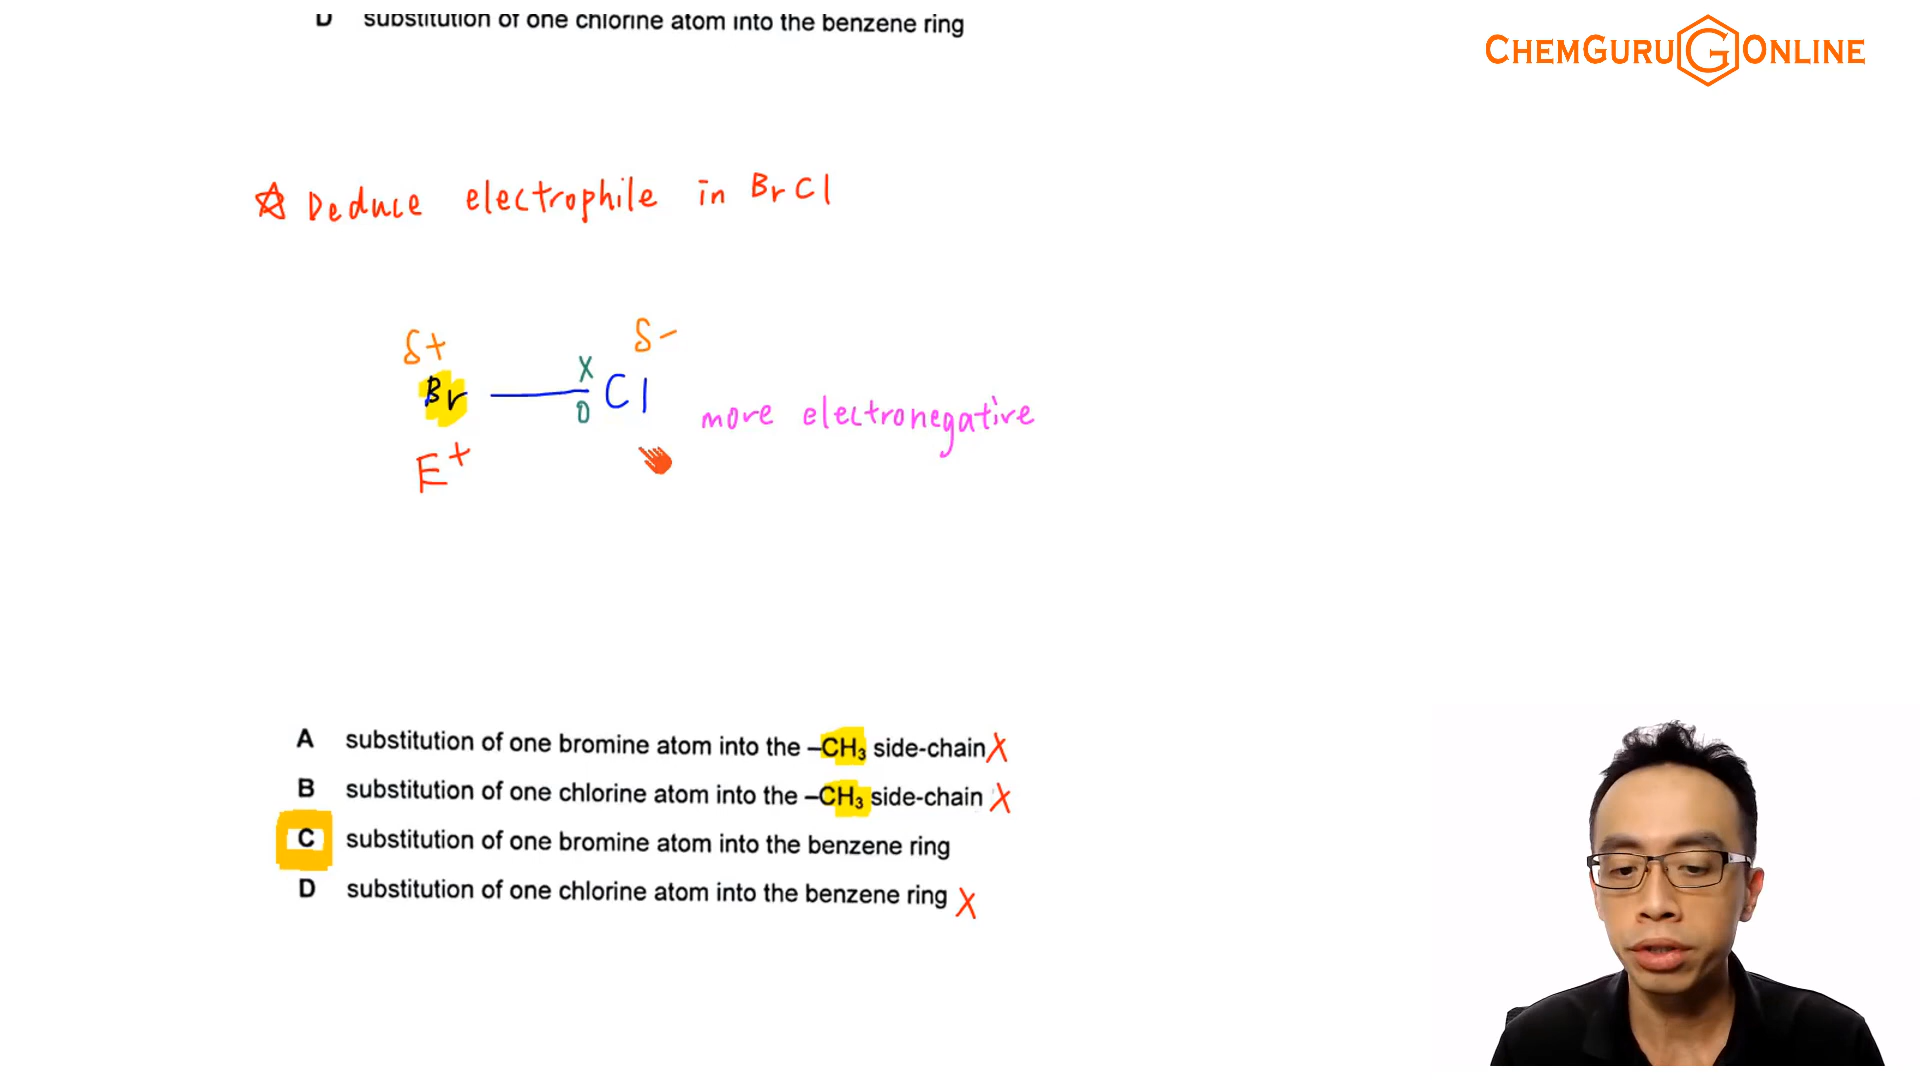 D substitution of one chlorine atom into the benzene ring
CHEMGURU G ONLINE
☆ Deduce electrophile in BrCl
δ+ δ-
Br — x o Cl more electronegative
E+
A substitution of one bromine atom into the –CH₃ side-chain X
B substitution of one chlorine atom into the –CH₃ side-chain X
C substitution of one bromine atom into the benzene ring
D substitution of one chlorine atom into the benzene ring X